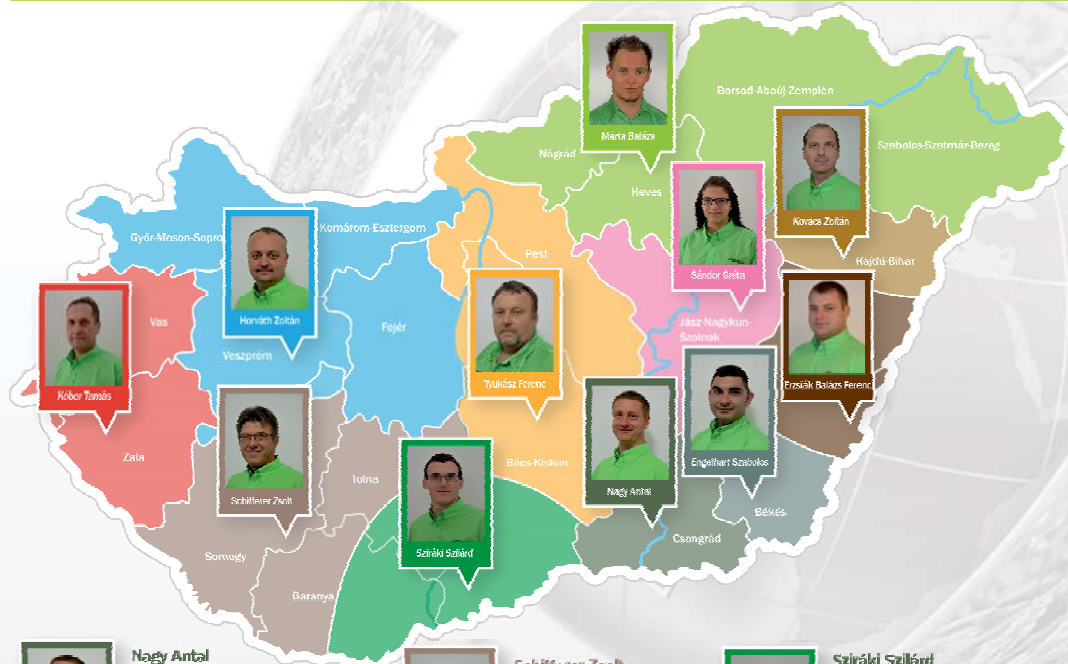 Borsod-Abaúj-Zemplén
Márta Balázs
Nógrád
Szabolcs-Szatmár-Bereg
Heves
Kovács Zoltán
Győr-Moson-Sopro
Komárom-Esztergom
Pest
Sándor Gréta
Hajdú-Bihar
Horváth Zoltán
Vas
Fejér
Jász-Nagykun-
Szolnok
Veszprém
Kóbor Tamás
Tyukász Ferenc
Erzsiák Balázs Ferenc
Zala
Schifferer Zsolt
Tolna
Bács-Kiskun
Engelhart Szabolcs
Nagy Antal
Békés
Csongrád
Somogy
Sziráki Szilárd
Baranya
Nagy Antal
Schifferer Zsolt
Sziráki Szilárd